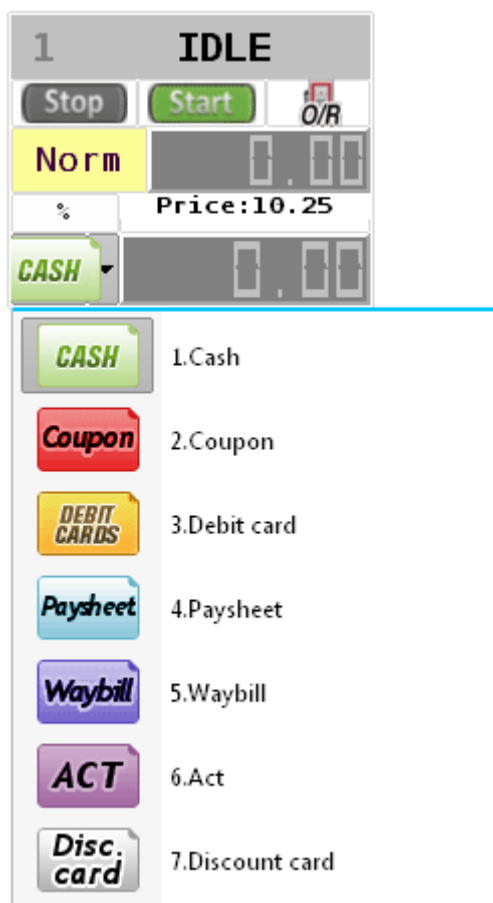 1 IDLE
Stop Start O/R
Norm 0.00
% Price:10.25
CASH 0.00
CASH 1.Cash
Coupon 2.Coupon
DEBIT
CARDS 3.Debit card
Paysheet 4.Paysheet
Waybill 5.Waybill
ACT 6.Act
Disc.
card 7.Discount card